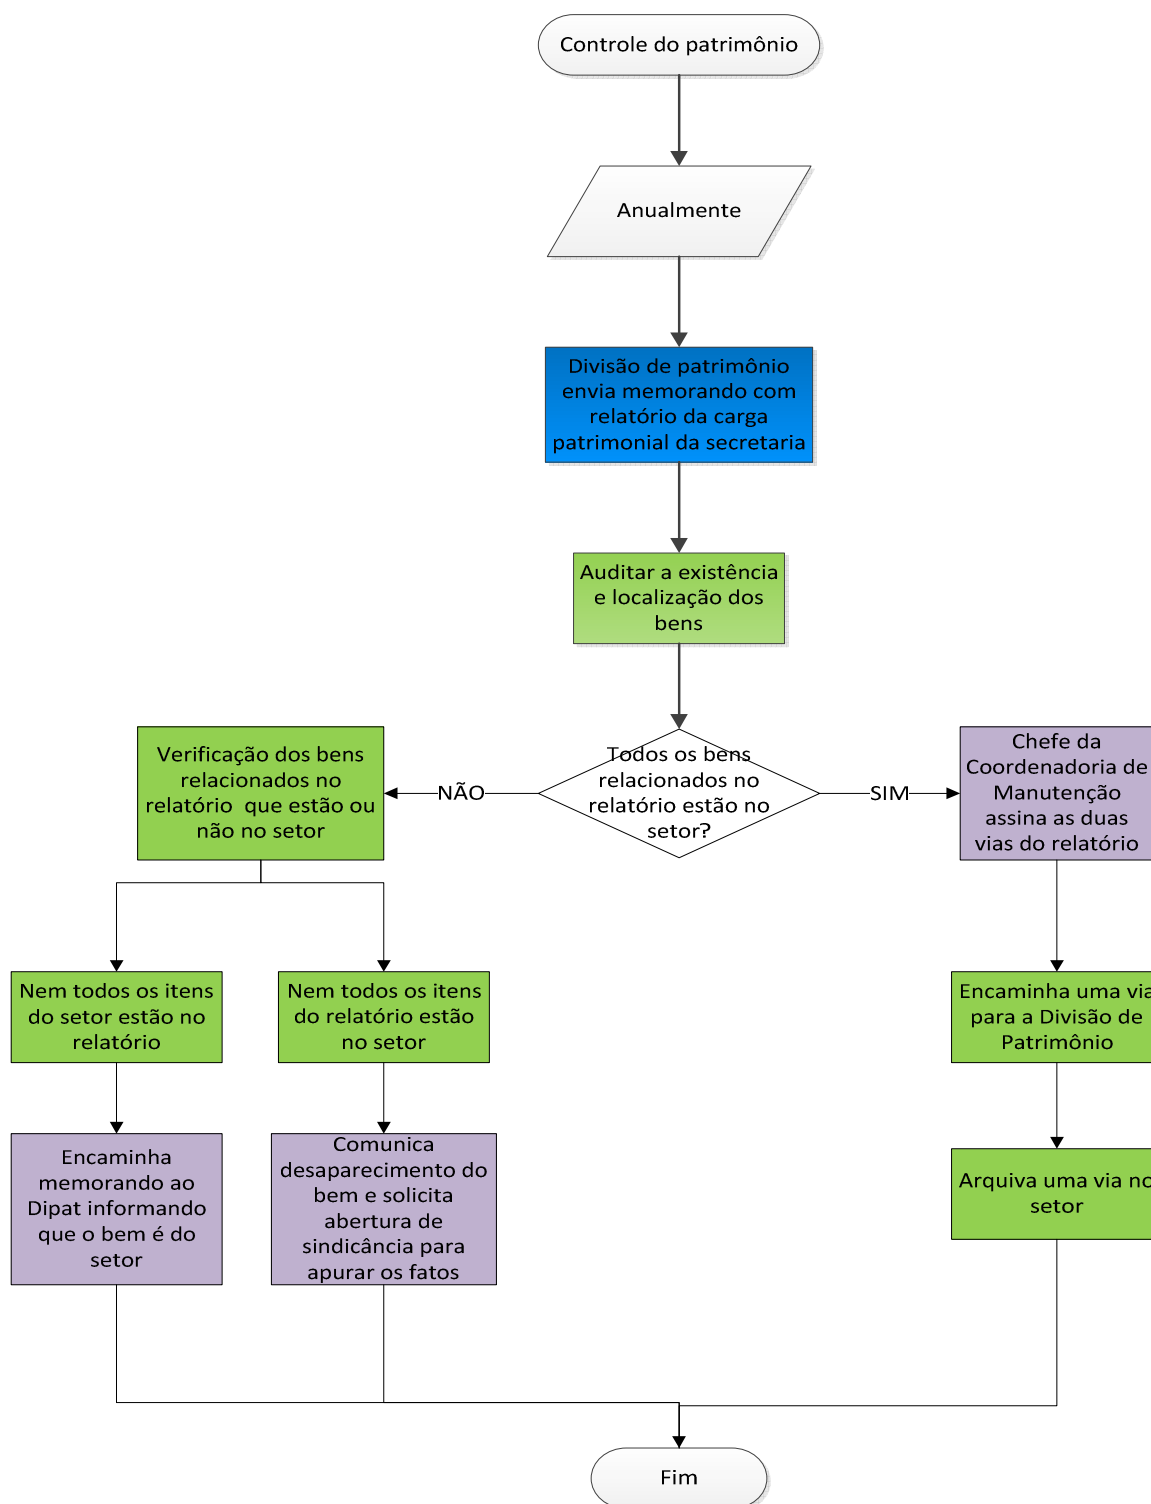 Controle do patrimônio
Anualmente
Divisão de patrimônio
envia memorando com
relatório da carga
patrimonial da secretaria
Auditar a existência
e localização dos
bens
Todos os bens
relacionados no
relatório estão no
setor?
NÃO
SIM
Verificação dos bens
relacionados no
relatório  que estão ou
não no setor
Chefe da
Coordenadoria de
Manutenção
assina as duas
vias do relatório
Nem todos os itens
do setor estão no
relatório
Nem todos os itens
do relatório estão
no setor
Encaminha uma via
para a Divisão de
Patrimônio
Encaminha
memorando ao
Dipat informando
que o bem é do
setor
Comunica
desaparecimento do
bem e solicita
abertura de
sindicância para
apurar os fatos
Arquiva uma via no
setor
Fim